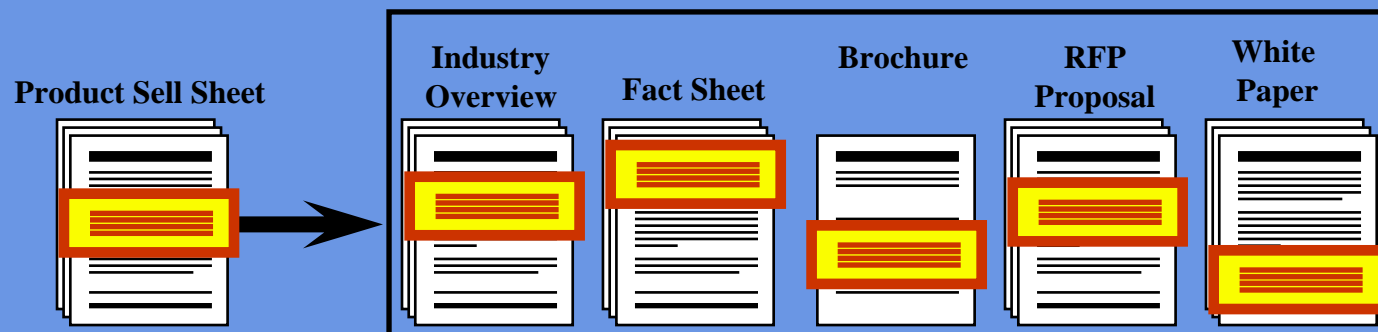 Product Sell Sheet
Industry
Overview
Fact Sheet
Brochure
RFP
Proposal
White
Paper